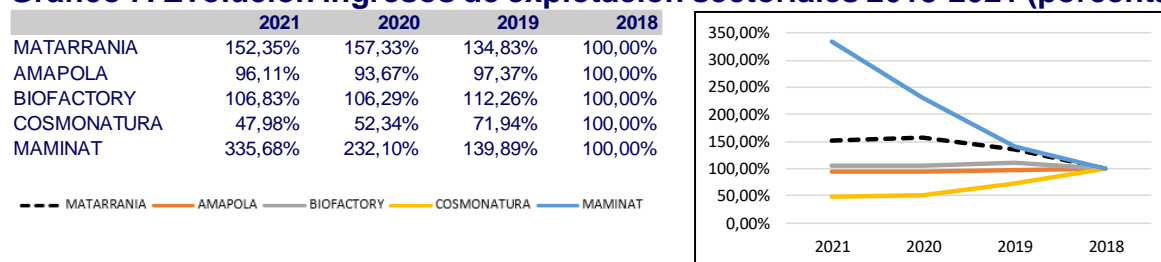 2021 2020 2019 2018
MATARRANIA 152,35% 157,33% 134,83% 100,00%
AMAPOLA 96,11% 93,67% 97,37% 100,00%
BIOFACTORY 106,83% 106,29% 112,26% 100,00%
COSMONATURA 47,98% 52,34% 71,94% 100,00%
MAMINAT 335,68% 232,10% 139,89% 100,00%
MATARRANIA AMAPOLA BIOFACTORY COSMONATURA MAMINAT
350,00%
300,00%
250,00%
200,00%
150,00%
100,00%
50,00%
0,00%
2021 2020 2019 2018